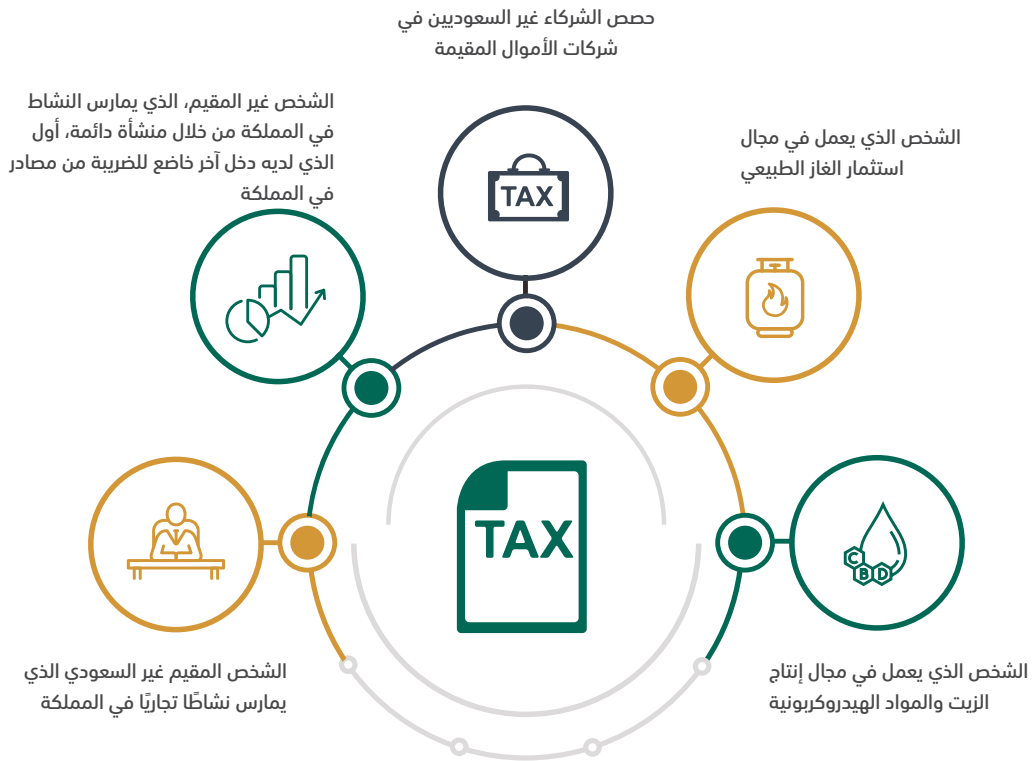 حصص الشركاء غير السعوديين في
شركات الأموال المقيمة
الشخص الذي يعمل في مجال
استثمار الغاز الطبيعي
الشخص غير المقيم، الذي يمارس النشاط
في المملكة من خلال منشأة دائمة، أول
الذي لديه دخل آخر خاضع للضريبة من مصادر
في المملكة
TAX
TAX
C
B
D
الشخص الذي يعمل في مجال إنتاج
الزيت والمواد الهيدروكربونية
الشخص المقيم غير السعودي الذي
يمارس نشاطًا تجاريًا في المملكة